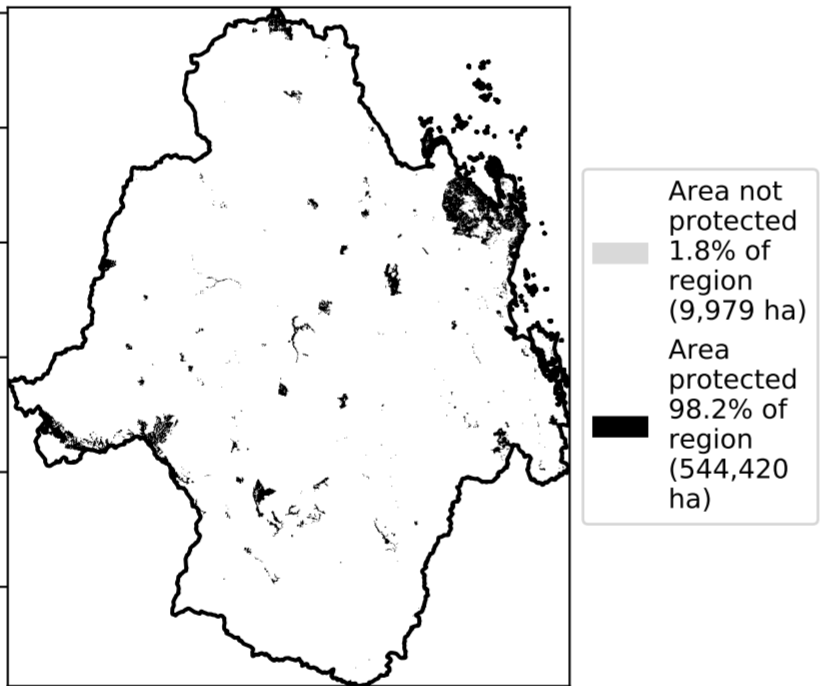 Area not
protected
1.8% of
region
(9,979 ha)
Area
protected
98.2% of
region
(544,420
ha)